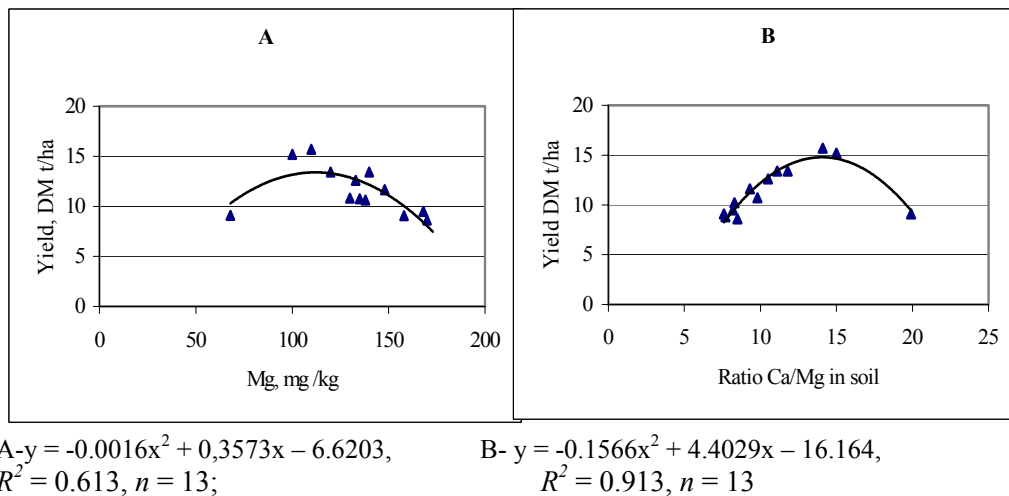 A
20
15
10
5
0
Yield, DM t/ha
0 50 100 150 200
Mg, mg /kg
B
20
15
10
5
0
Yield DM t/ha
0 5 10 15 20 25
Ratio Ca/Mg in soil
A-y = -0.0016x² + 0,3573x – 6.6203,
R² = 0.613, n = 13;
B- y = -0.1566x² + 4.4029x – 16.164,
R² = 0.913, n = 13